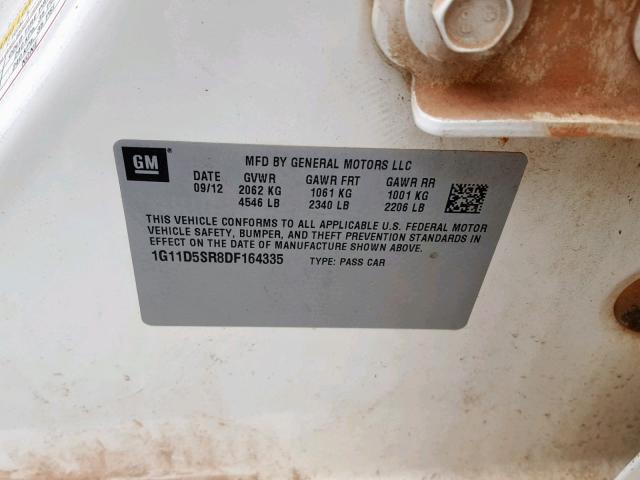 GM
MFD BY GENERAL MOTORS LLC
DATE GVWR GAWR FRT GAWR RR
09/12 2062 KG 1061 KG 1001 KG
4546 LB 2340 LB 2206 LB
THIS VEHICLE CONFORMS TO ALL APPLICABLE U.S. FEDERAL MOTOR
VEHICLE SAFETY, BUMPER, AND THEFT PREVENTION STANDARDS IN
EFFECT ON THE DATE OF MANUFACTURE SHOWN ABOVE.
1G11D5SR8DF164335 TYPE: PASS CAR